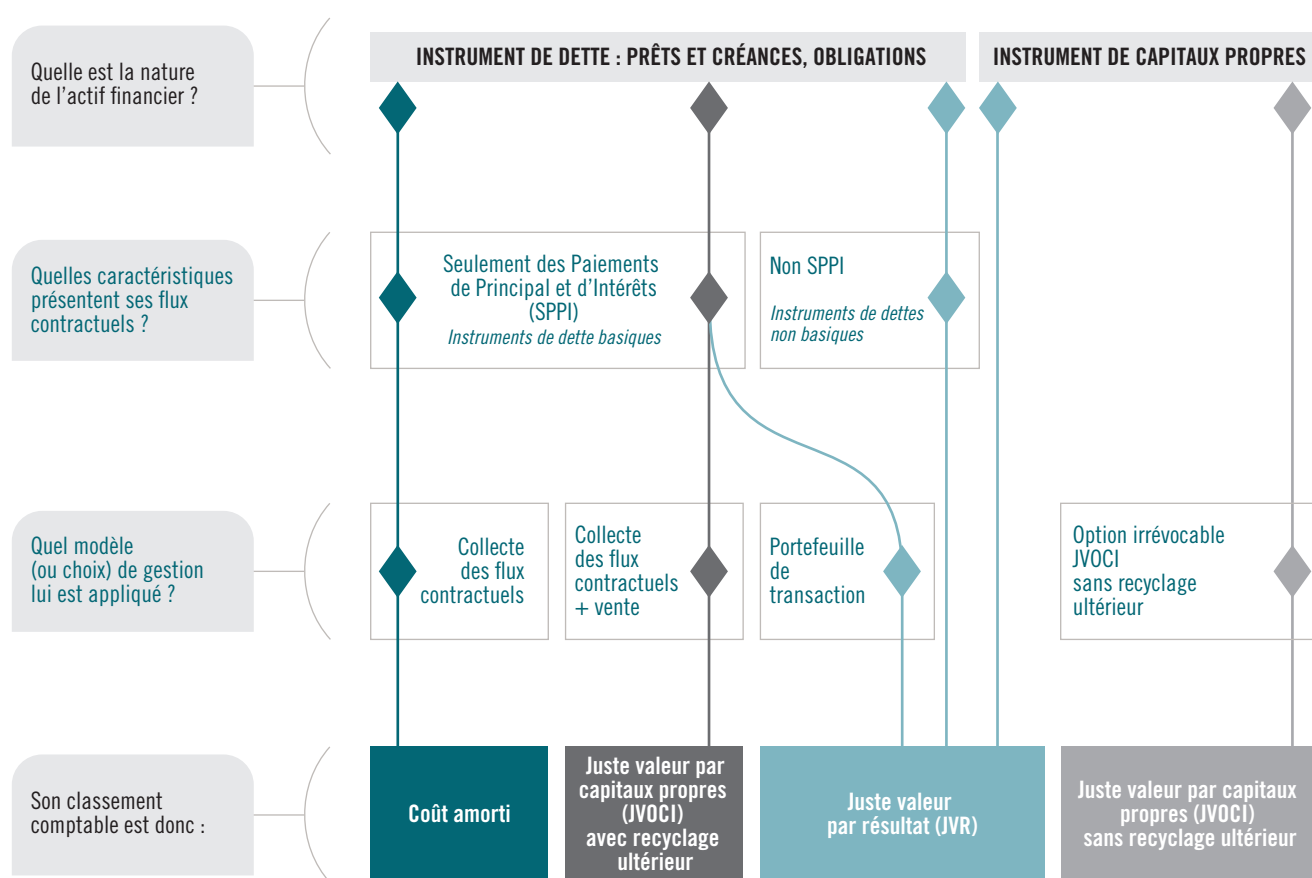 Quelle est la nature
de l'actif financier ?
INSTRUMENT DE DETTE : PRÊTS ET CRÉANCES, OBLIGATIONS
INSTRUMENT DE CAPITAUX PROPRES
Quelles caractéristiques
présentent ses flux
contractuels ?
Seulement des Paiements
de Principal et d'Intérêts
(SPPI)
Instruments de dette basiques
Non SPPI
Instruments de dettes
non basiques
Quel modèle
(ou choix) de gestion
lui est appliqué ?
Collecte
des flux
contractuels
Collecte
des flux
contractuels
+ vente
Portefeuille
de
transaction
Option irrévocable
JVOCI
sans recyclage
ultérieur
Son classement
comptable est donc :
Coût amorti
Juste valeur par
capitaux propres
(JVOCI)
avec recyclage
ultérieur
Juste valeur
par résultat (JVR)
Juste valeur par capitaux
propres (JVOCI)
sans recyclage ultérieur